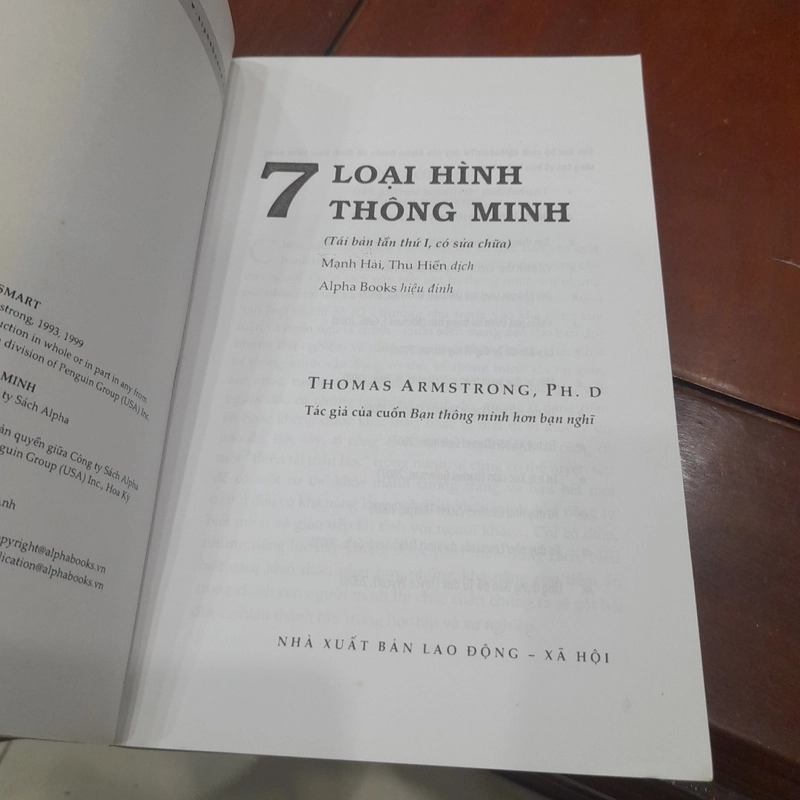 SMART
strong, 1993, 1999
uction in whole or in part in any form
division of Penguin Group (USA) Inc.
MINH
ty Sách Alpha
ản quyền giữa Công ty Sách Alpha
nguin Group (USA) Inc., Hoa Kỳ
Anh
pyright@alphabooks.vn
lication@alphabooks.vn
7 LOẠI HÌNH
THÔNG MINH
(Tái bản lần thứ I, có sửa chữa)
Mạnh Hải, Thu Hiền dịch
Alpha Books hiệu đính
THOMAS ARMSTRONG, PH. D
Tác giả của cuốn Bạn thông minh hơn bạn nghĩ
NHÀ XUẤT BẢN LAO ĐỘNG – XÃ HỘI